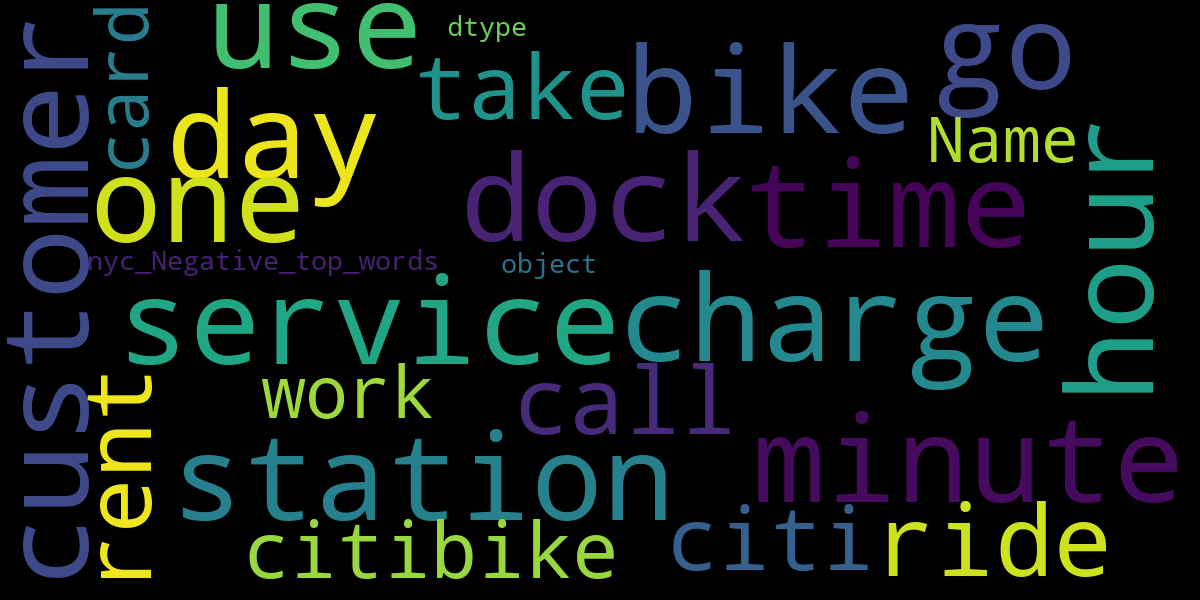 customer
card
use
dtype
take
bike
go
day
Name
one
dock
time
hour
nyc_Negative_top_words
object
service
charge
rent
work
call
station
minute
citibike
citi
ride